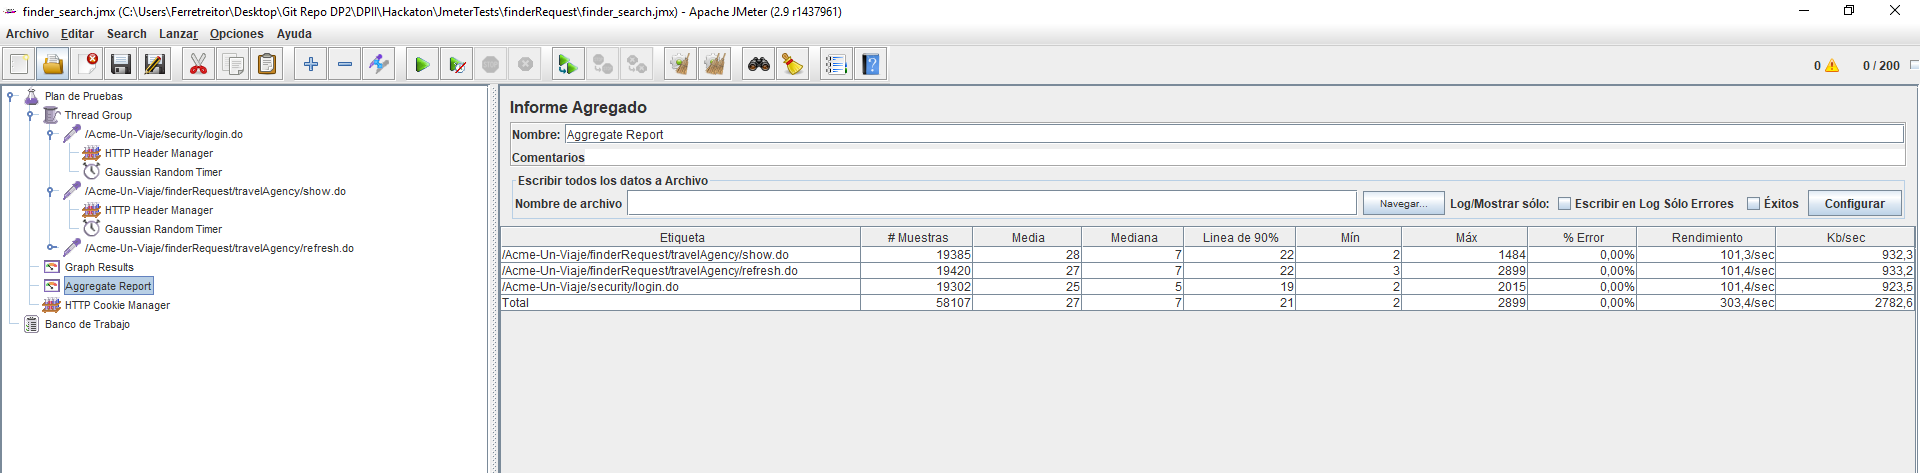 finder_search.jmx (C:\Users\Ferretreitor\Desktop\Git Repo DP2\DPII\Hackaton\JmeterTests\finderRequest\finder_search.jmx) - Apache JMeter (2.9 r1437961)
Archivo Editar Search Lanzar Opciones Ayuda
0 0 / 200
Plan de Pruebas
Thread Group
/Acme-Un-Viaje/security/login.do
HTTP Header Manager
Gaussian Random Timer
/Acme-Un-Viaje/finderRequest/travelAgency/show.do
HTTP Header Manager
Gaussian Random Timer
/Acme-Un-Viaje/finderRequest/travelAgency/refresh.do
Graph Results
Aggregate Report
HTTP Cookie Manager
Banco de Trabajo
Informe Agregado
Nombre: Aggregate Report
Comentarios
Escribir todos los datos a Archivo
Nombre de archivo Navegar... Log/Mostrar sólo: Escribir en Log Sólo Errores Éxitos Configurar
Etiqueta # Muestras Media Mediana Linea de 90% Mín Máx % Error Rendimiento Kb/sec
/Acme-Un-Viaje/finderRequest/travelAgency/show.do 19385 28 7 22 2 1484 0,00% 101,3/sec 932,3
/Acme-Un-Viaje/finderRequest/travelAgency/refresh.do 19420 27 7 22 3 2899 0,00% 101,4/sec 933,2
/Acme-Un-Viaje/security/login.do 19302 25 5 19 2 2015 0,00% 101,4/sec 923,5
Total 58107 27 7 21 2 2899 0,00% 303,4/sec 2782,6